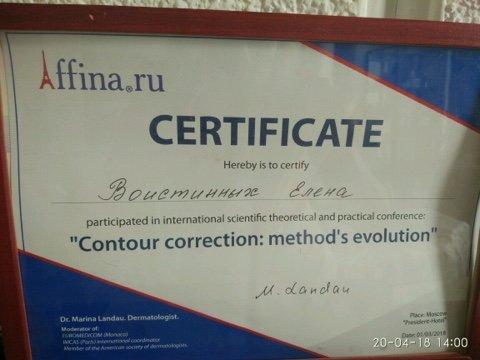 Affina.ru
CERTIFICATE
Hereby is to certify
Воистинных Елена
participated in international scientific theoretical and practical conference:
"Contour correction: method's evolution"
M. Landau
Dr. Marina Landau. Dermatologist.
Moderator of:
EUROMEDICOM (Monaco)
IMCAS (Paris) international coordinator
Member of the American society of dermatologists.
Place: Moscow
"President-Hotel"
Date: 01/03/2018
20-04-18 14:00